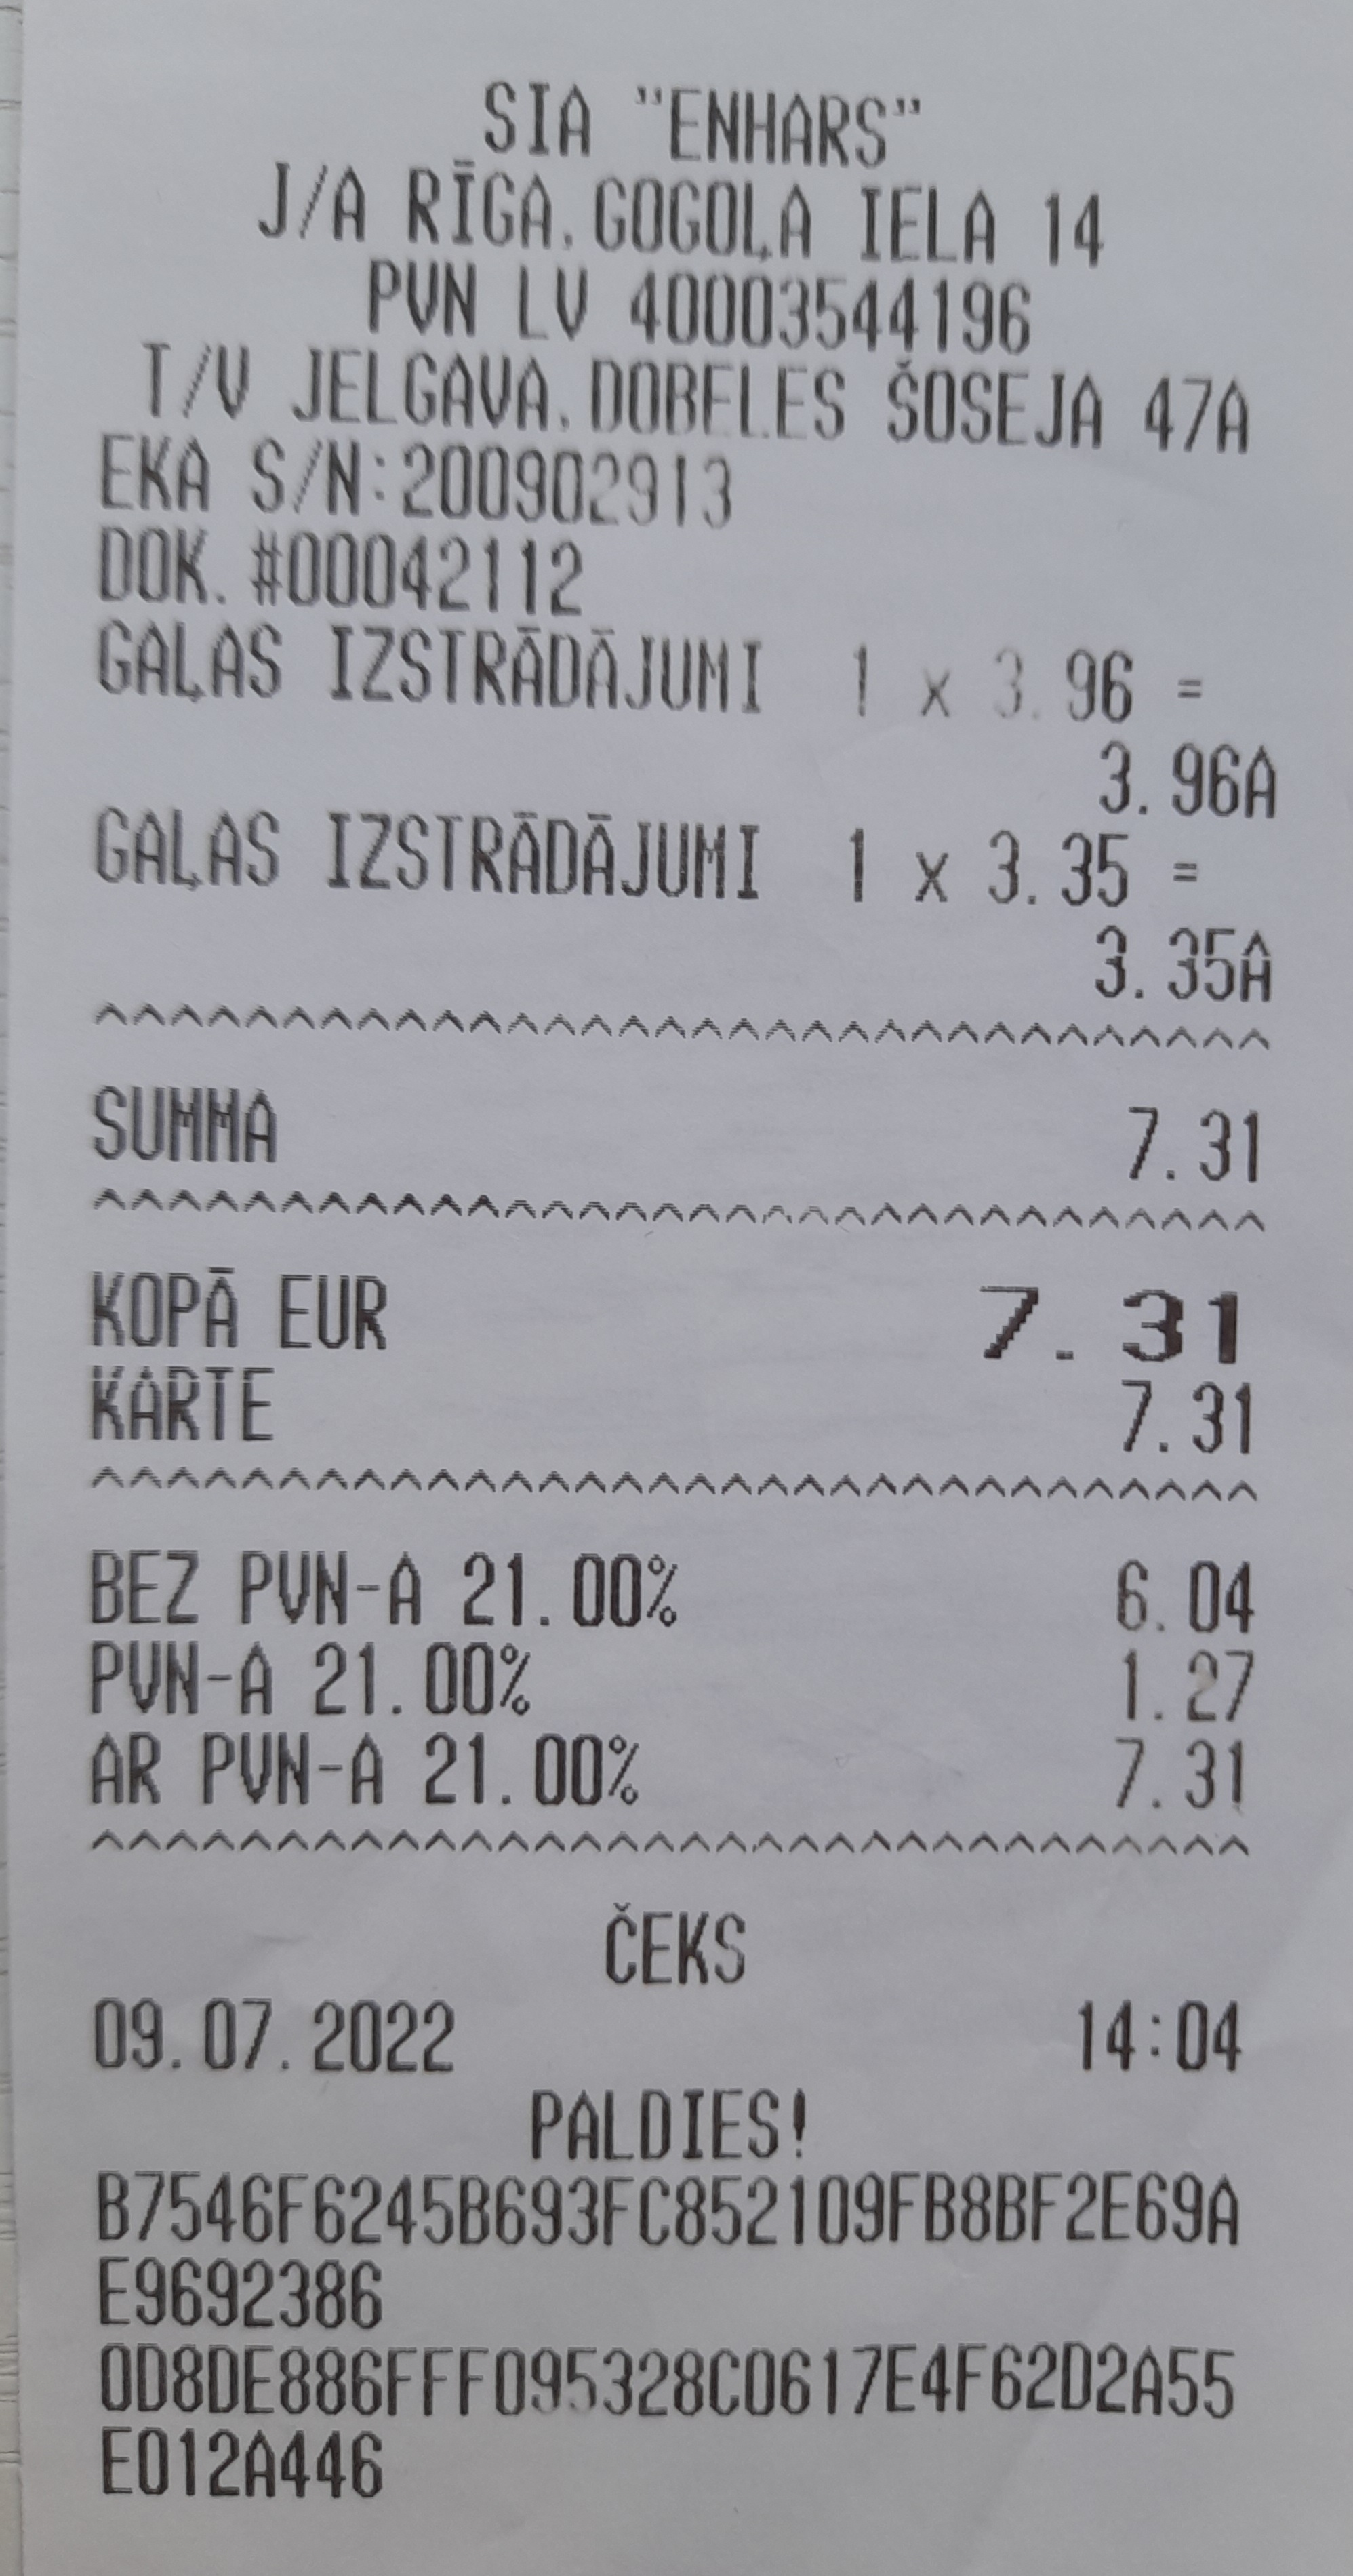 SIA "ENHARS"
J/A RĪGA,GOGOĻA IELA 14
PVN LV 40003544196
T/V JELGAVA,DOBELES ŠOSEJA 47A
EKA S/N:200902913
DOK. #00042112
GAĻAS IZSTRĀDĀJUMI 1 x 3.96 =
3.96A
GAĻAS IZSTRĀDĀJUMI 1 x 3.35 =
3.35A
^^^^^^^^^^^^^^^^^^^^^^^^^^^^^^^^
SUMMA 7.31
^^^^^^^^^^^^^^^^^^^^^^^^^^^^^^^^
KOPĀ EUR 7.31
KARTE 7.31
^^^^^^^^^^^^^^^^^^^^^^^^^^^^^^^^
BEZ PVN-A 21.00% 6.04
PVN-A 21.00% 1.27
AR PVN-A 21.00% 7.31
^^^^^^^^^^^^^^^^^^^^^^^^^^^^^^^^
ČEKS
09.07.2022 14:04
PALDIES!
B7546F6245B693FC852109FB8BF2E69A
E9692386
0D8DE886FFF095328C0617E4F62D2A55
E012A446